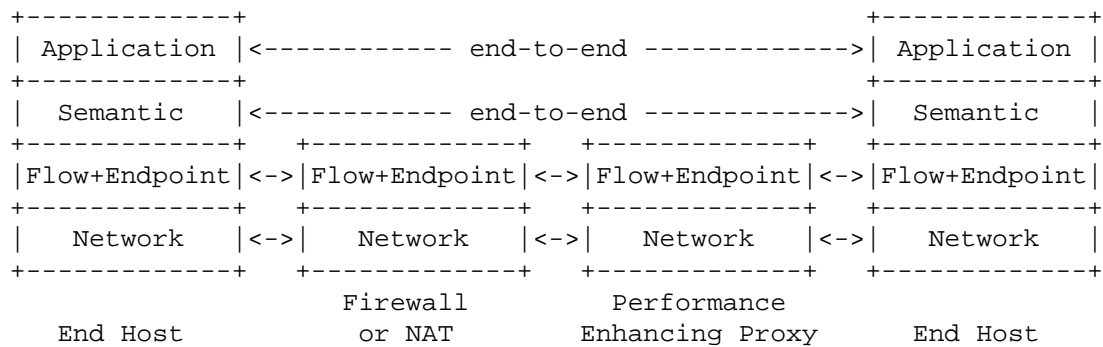 +-------------+                                       +-------------+
| Application |<------------ end-to-end ------------->| Application |
+-------------+                                       +-------------+
|  Semantic   |<------------ end-to-end ------------->|  Semantic   |
+-------------+   +-------------+   +-------------+   +-------------+
|Flow+Endpoint|<->|Flow+Endpoint|<->|Flow+Endpoint|<->|Flow+Endpoint|
+-------------+   +-------------+   +-------------+   +-------------+
|   Network   |<->|   Network   |<->|   Network   |<->|   Network   |
+-------------+   +-------------+   +-------------+   +-------------+
                     Firewall         Performance
   End Host           or NAT        Enhancing Proxy      End Host